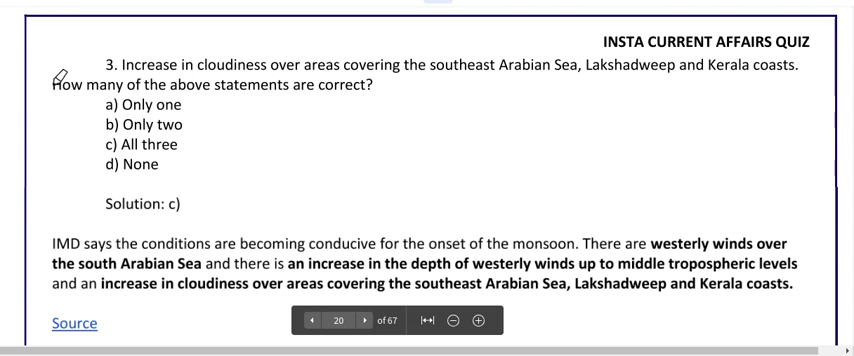 INSTA CURRENT AFFAIRS QUIZ
3. Increase in cloudiness over areas covering the southeast Arabian Sea, Lakshadweep and Kerala coasts.
How many of the above statements are correct?
a) Only one
b) Only two
c) All three
d) None
Solution: c)
IMD says the conditions are becoming conducive for the onset of the monsoon. There are westerly winds over
the south Arabian Sea and there is an increase in the depth of westerly winds up to middle tropospheric levels
and an increase in cloudiness over areas covering the southeast Arabian Sea, Lakshadweep and Kerala coasts.
Source
20 of 67